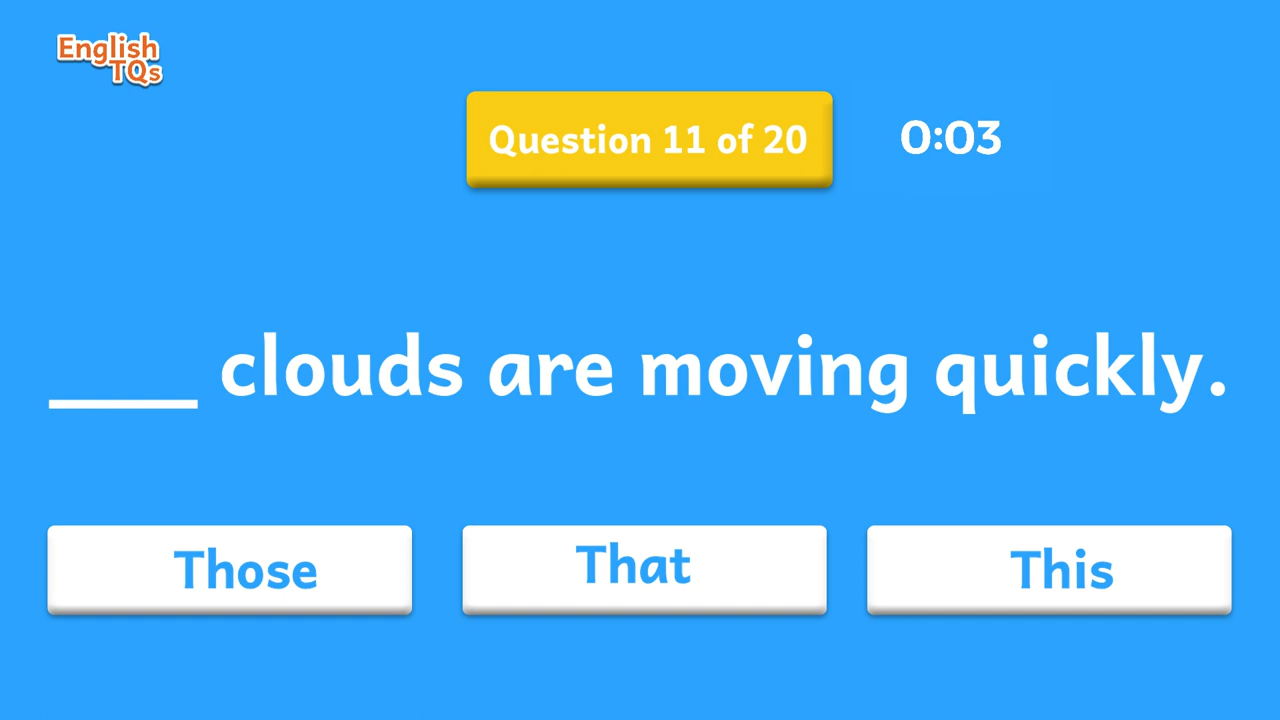 English
TQs
Question 11 of 20
0:03
____ clouds are moving quickly.
Those
That
This